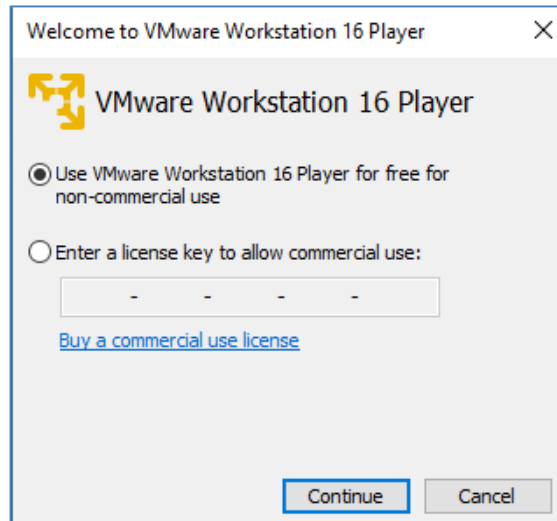 Welcome to VMware Workstation 16 Player
VMware Workstation 16 Player
Use VMware Workstation 16 Player for free for
non-commercial use
Enter a license key to allow commercial use:
- - - -
Buy a commercial use license
Continue Cancel